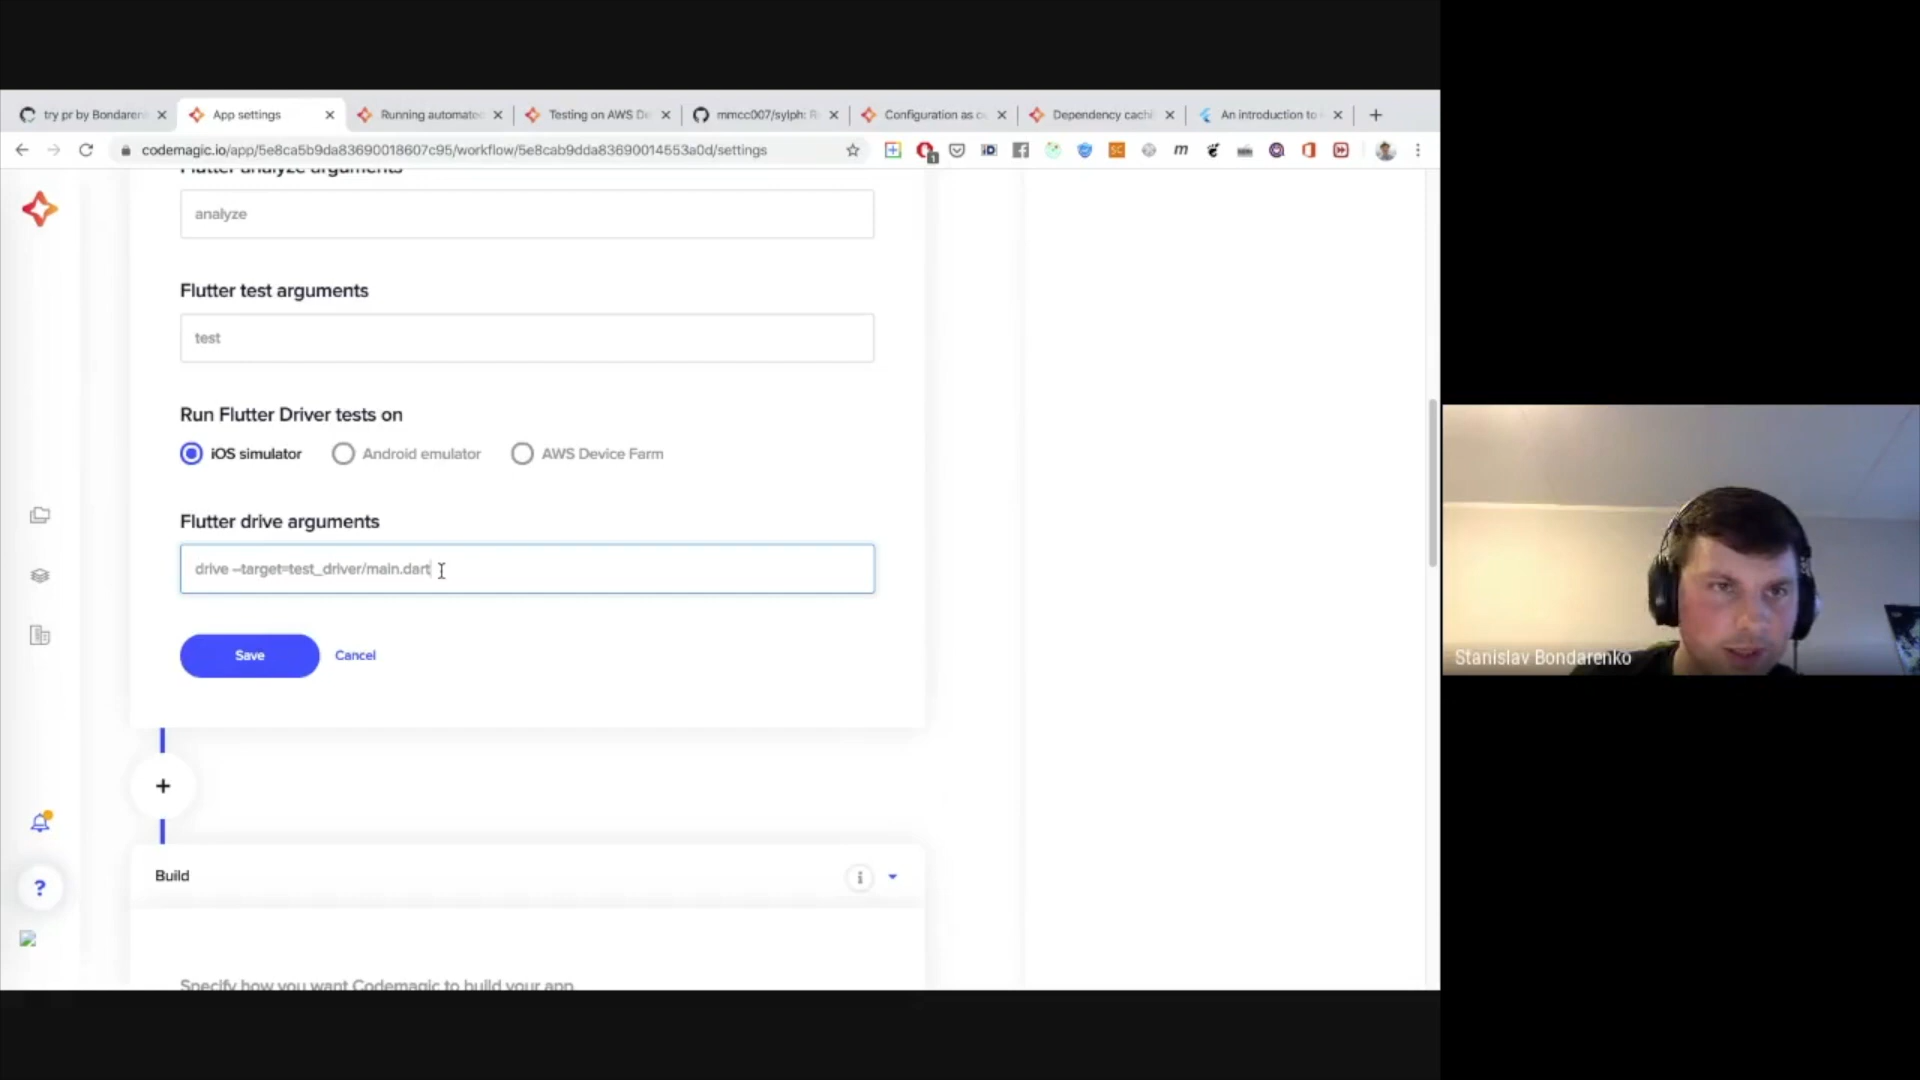 try pr by Bondaren
App settings
Running automate
Testing on AWS De
mmcc007/sylph: R
Configuration as c
Dependency cachi
An introduction to
codemagic.io/app/5e8ca5b9da83690018607c95/workflow/5e8cab9dda83690014553a0d/settings
Flutter analyze arguments
analyze
Flutter test arguments
test
Run Flutter Driver tests on
iOS simulator
Android emulator
AWS Device Farm
Flutter drive arguments
drive --target=test_driver/main.dart
Save
Cancel
+
Build
i
?
Specify how you want Codemagic to build your app
Stanislav Bondarenko